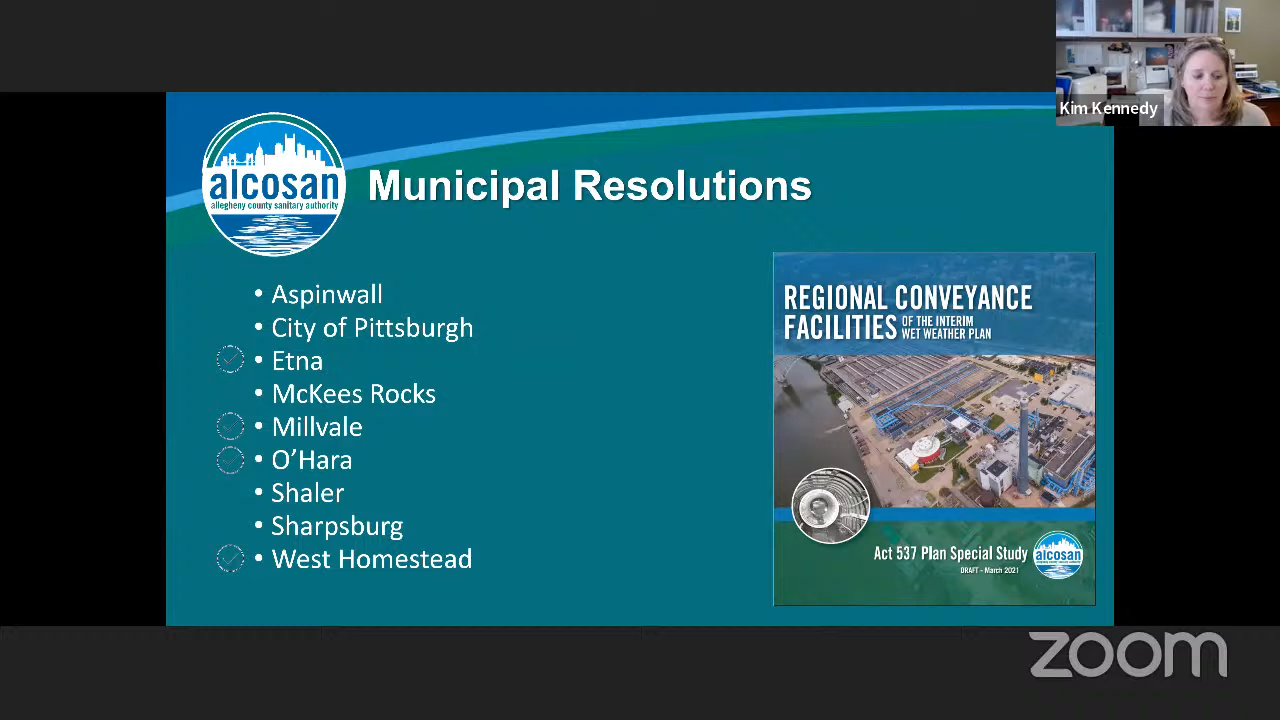 Kim Kennedy
alcosan
allegheny county sanitary authority
Municipal Resolutions
• Aspinwall
• City of Pittsburgh
• Etna
• McKees Rocks
• Millvale
• O’Hara
• Shaler
• Sharpsburg
• West Homestead
REGIONAL CONVEYANCE
FACILITIES OF THE INTERIM
WET WEATHER PLAN
Act 537 Plan Special Study
DRAFT - March 2021
alcosan
zoom